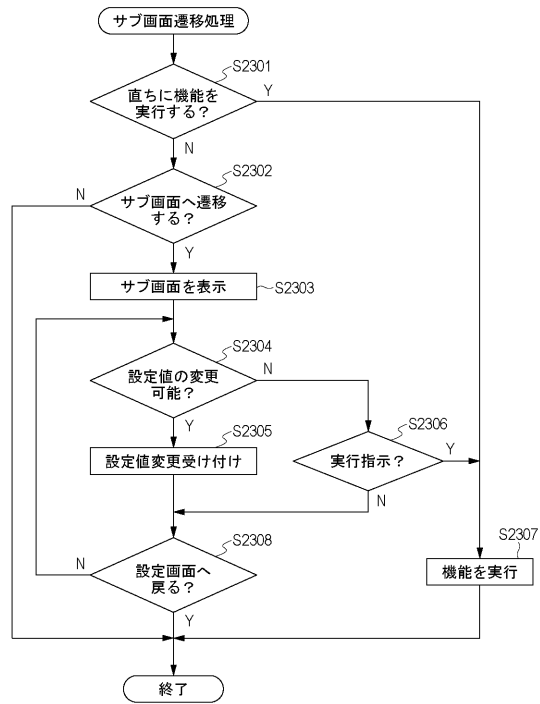 サブ画面遷移処理
S2301
直ちに機能を
実行する？
Y
N
S2302
サブ画面へ遷移
する？
N
Y
サブ画面を表示
S2303
S2304
設定値の変更
可能？
N
Y
S2305
設定値変更受け付け
S2306
実行指示？
Y
N
S2307
機能を実行
S2308
設定画面へ
戻る？
N
Y
終了